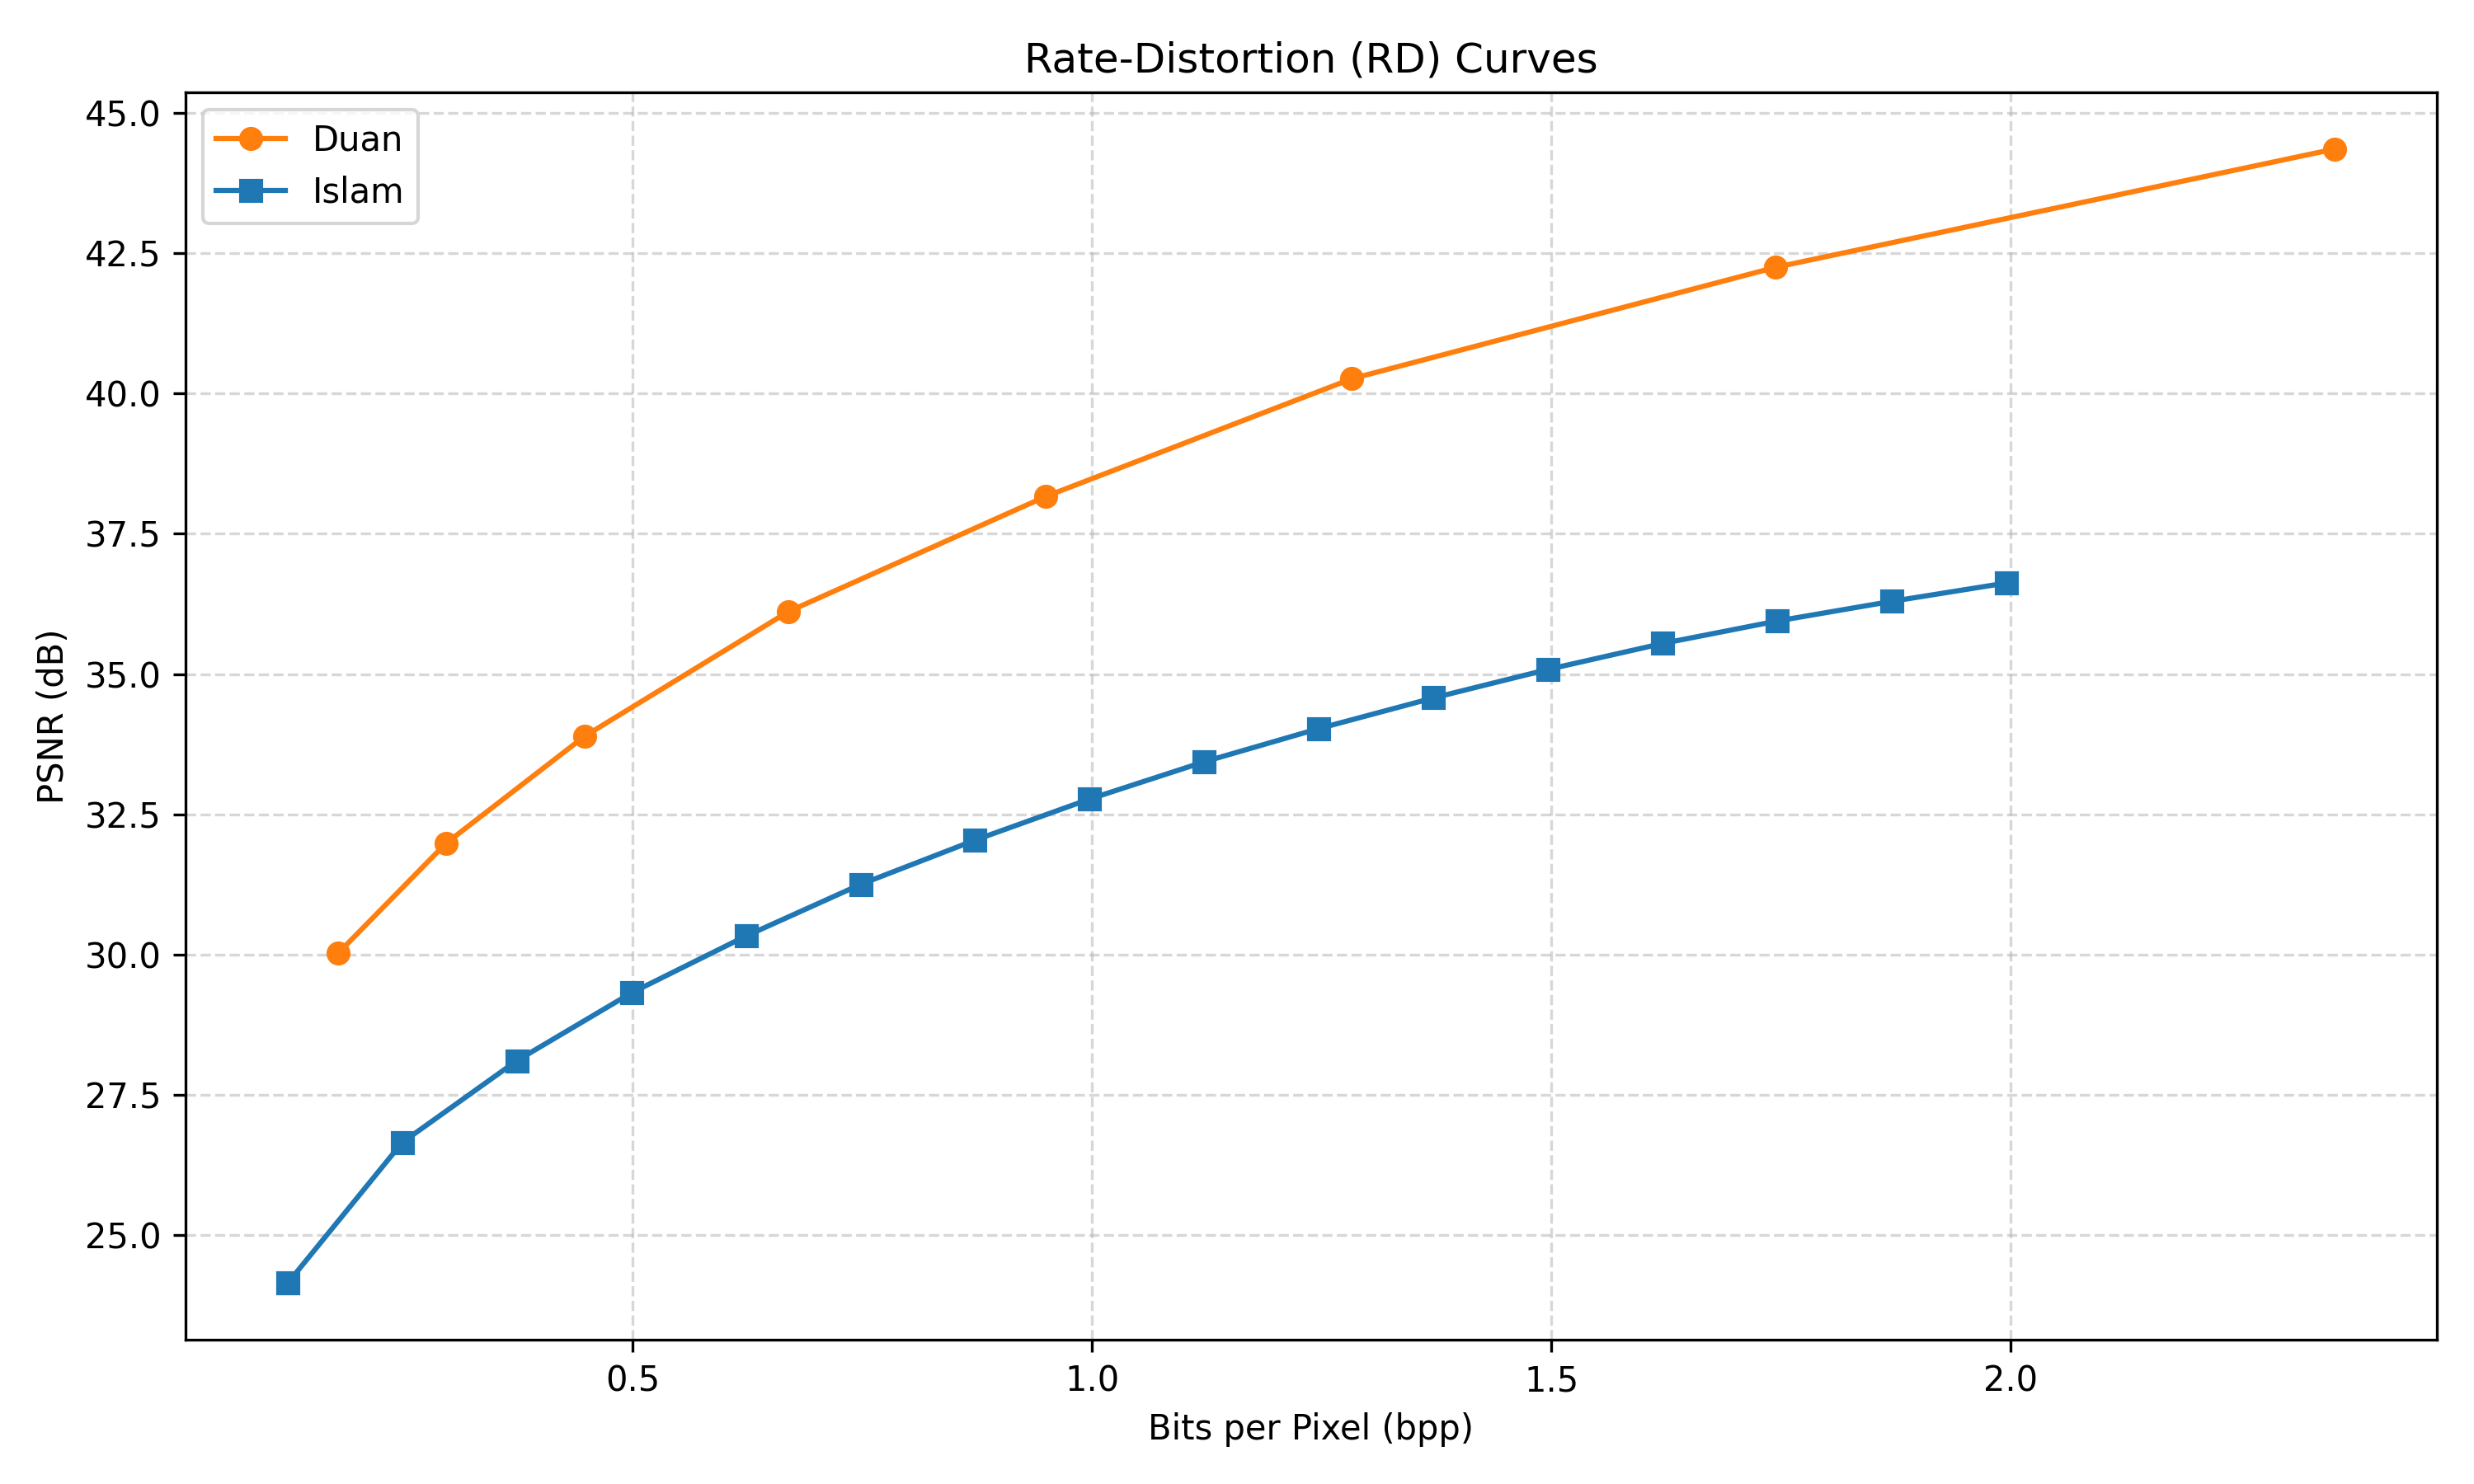 Rate-Distortion (RD) Curves
Duan
Islam
45.0
42.5
40.0
37.5
35.0
32.5
30.0
27.5
25.0
PSNR (dB)
0.5 1.0 1.5 2.0
Bits per Pixel (bpp)